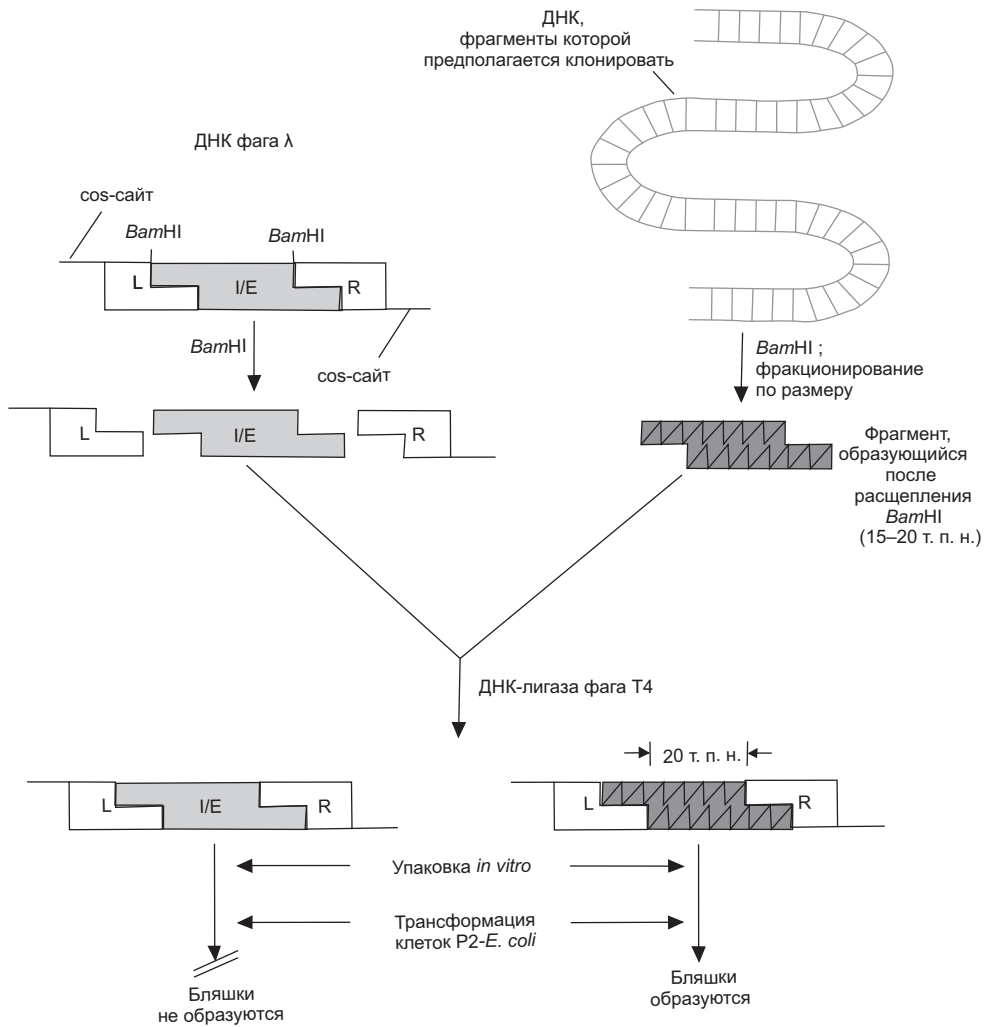 ДНК,
фрагменты которой
предполагается клонировать
ДНК фага λ
cos-сайт
BamHI
BamHI
L
I/E
R
BamHI
cos-сайт
BamHI ;
фракционирование
по размеру
L
I/E
R
Фрагмент,
образующийся
после
расщепления
BamHI
(15–20 т. п. н.)
ДНК-лигаза фага Т4
20 т. п. н.
L
I/E
R
L
R
Упаковка in vitro
Трансформация
клеток P2-E. coli
Бляшки
не образуются
Бляшки
образуются